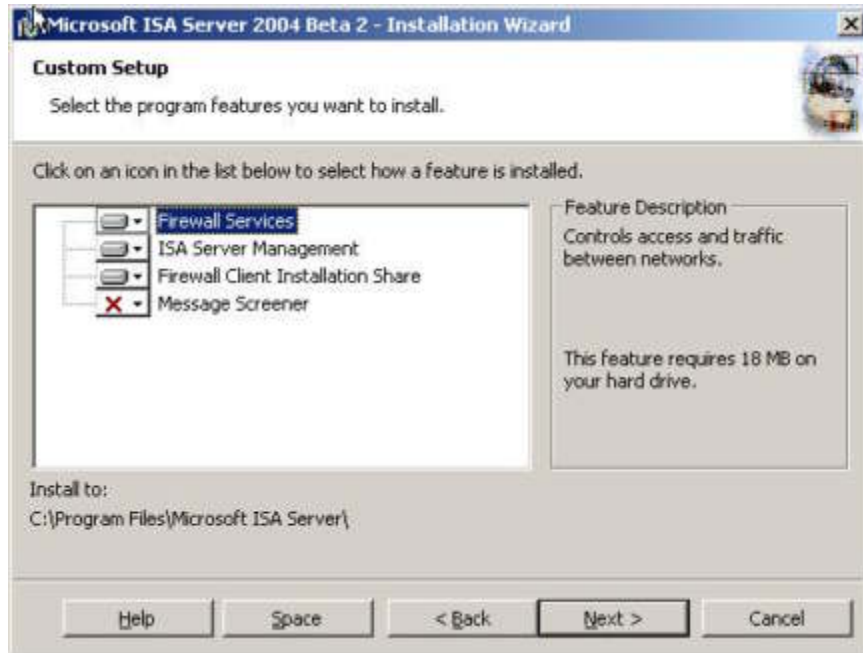 Microsoft ISA Server 2004 Beta 2 - Installation Wizard
Custom Setup
Select the program features you want to install.
Click on an icon in the list below to select how a feature is installed.
Firewall Services
ISA Server Management
Firewall Client Installation Share
Message Screener
Feature Description
Controls access and traffic
between networks.
This feature requires 18 MB on
your hard drive.
Install to:
C:\Program Files\Microsoft ISA Server\
Help
Space
< Back
Next >
Cancel